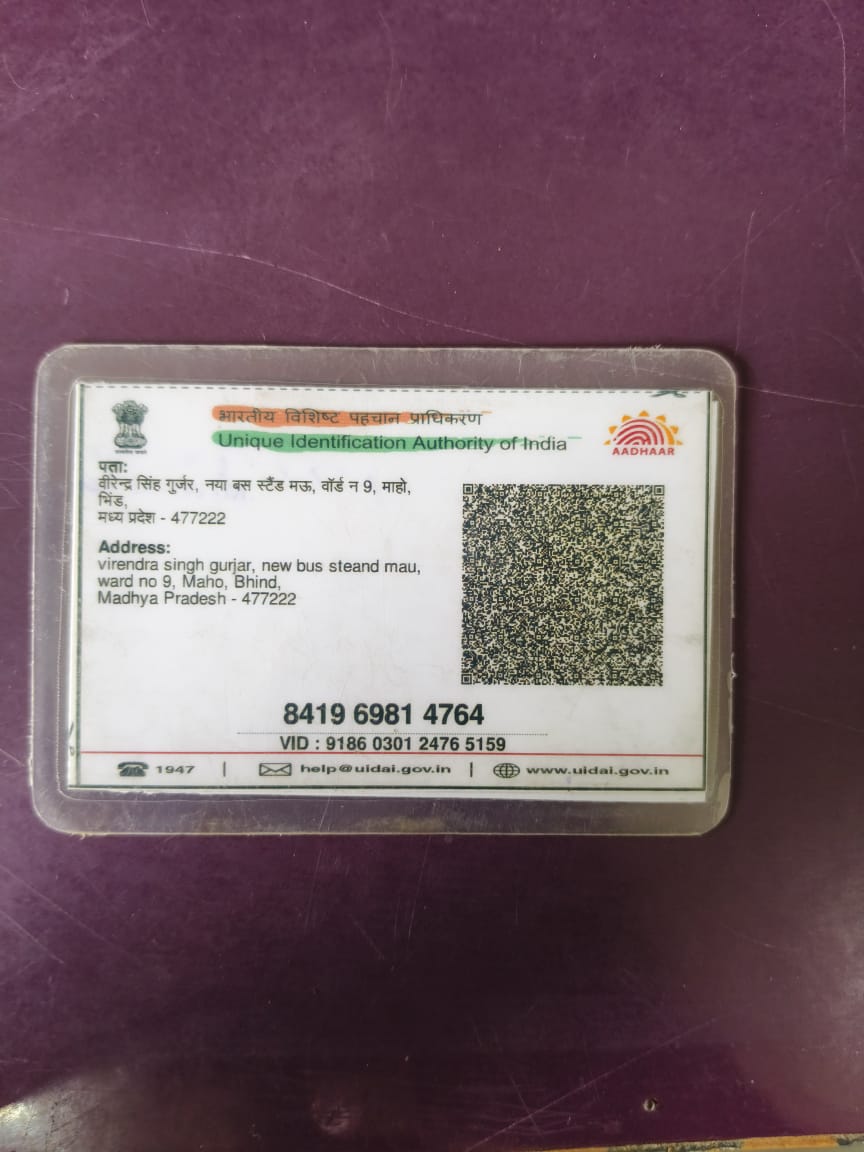 भारतीय विशिष्ट पहचान प्राधिकरण
Unique Identification Authority of India
AADHAAR
पता:
वीरेन्द्र सिंह गुर्जर, नया बस स्टैंड मऊ, वॉर्ड न 9, माहो,
भिंड,
मध्य प्रदेश - 477222
Address:
virendra singh gurjar, new bus steand mau,
ward no 9, Maho, Bhind,
Madhya Pradesh - 477222
8419 6981 4764
VID : 9186 0301 2476 5159
1947 | help@uidai.gov.in | www.uidai.gov.in